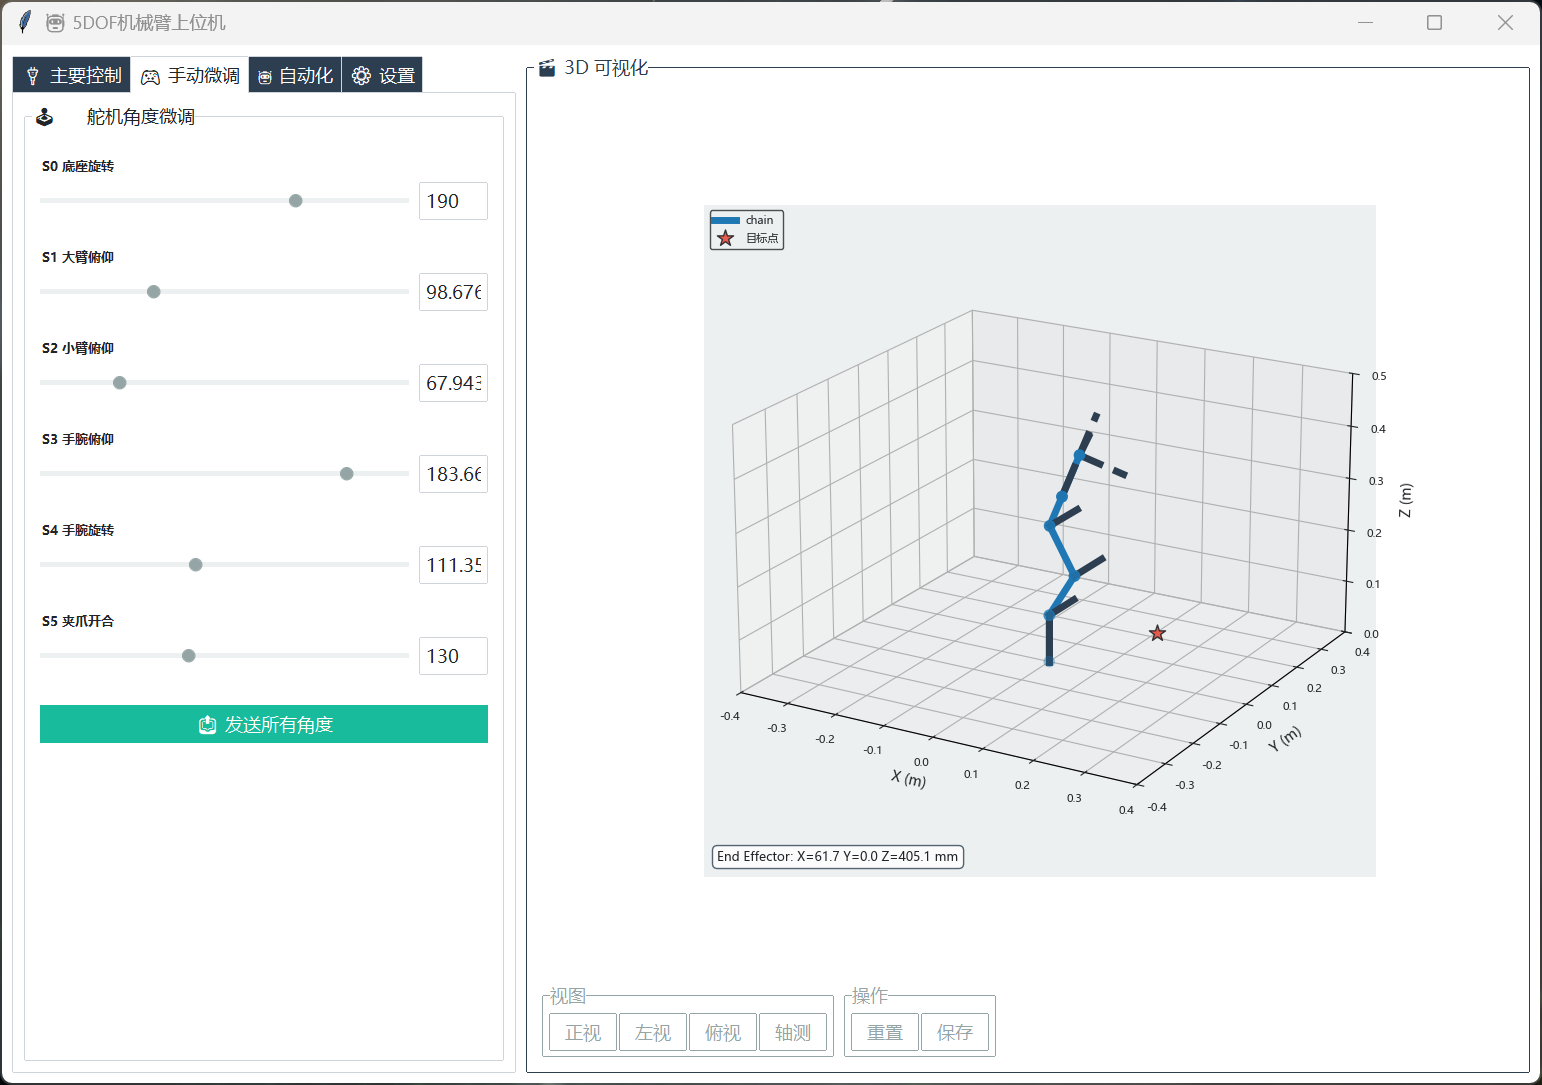 5DOF机械臂上位机
主要控制 手动微调 自动化 设置
舵机角度微调
S0 底座旋转
190
S1 大臂俯仰
98.676
S2 小臂俯仰
67.943
S3 手腕俯仰
183.66
S4 手腕旋转
111.35
S5 夹爪开合
130
发送所有角度
3D 可视化
chain
目标点
0.5
0.4
0.3
0.2
0.1
0.0
Z (m)
0.4
0.3
0.2
0.1
0.0
-0.1
-0.2
-0.3
-0.4
Y (m)
-0.4
-0.3
-0.2
-0.1
0.0
0.1
0.2
0.3
0.4
X (m)
End Effector: X=61.7 Y=0.0 Z=405.1 mm
视图
正视 左视 俯视 轴测
操作
重置 保存